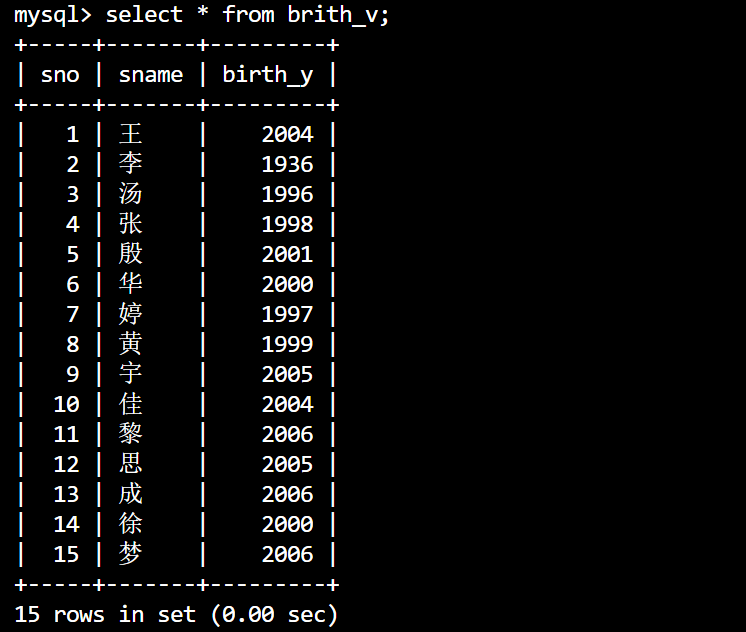 mysql> select * from brith_v;
+-----+-------+---------+
| sno | sname | birth_y |
+-----+-------+---------+
|   1 | 王    |    2004 |
|   2 | 李    |    1936 |
|   3 | 汤    |    1996 |
|   4 | 张    |    1998 |
|   5 | 殷    |    2001 |
|   6 | 华    |    2000 |
|   7 | 婷    |    1997 |
|   8 | 黄    |    1999 |
|   9 | 宇    |    2005 |
|  10 | 佳    |    2004 |
|  11 | 黎    |    2006 |
|  12 | 思    |    2005 |
|  13 | 成    |    2006 |
|  14 | 徐    |    2000 |
|  15 | 梦    |    2006 |
+-----+-------+---------+
15 rows in set (0.00 sec)